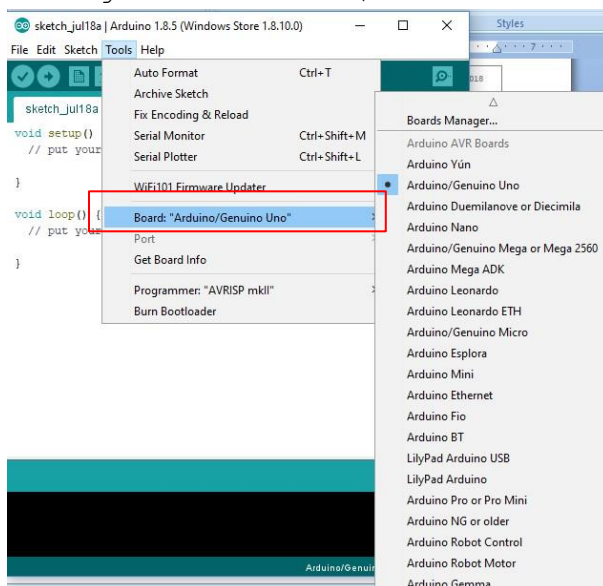 sketch_jul18a | Arduino 1.8.5 (Windows Store 1.8.10.0)
Styles
File Edit Sketch Tools Help
7
018
sketch_jul18a
void setup()
// put your
}
void loop() {
// put your
}
Auto Format Ctrl+T
Archive Sketch
Fix Encoding & Reload
Serial Monitor Ctrl+Shift+M
Serial Plotter Ctrl+Shift+L
WiFi101 Firmware Updater
Board: "Arduino/Genuino Uno"
Port
Get Board Info
Programmer: "AVRISP mkII"
Burn Bootloader
Boards Manager...
Arduino AVR Boards
Arduino Yún
Arduino/Genuino Uno
Arduino Duemilanove or Diecimila
Arduino Nano
Arduino/Genuino Mega or Mega 2560
Arduino Mega ADK
Arduino Leonardo
Arduino Leonardo ETH
Arduino/Genuino Micro
Arduino Esplora
Arduino Mini
Arduino Ethernet
Arduino Fio
Arduino BT
LilyPad Arduino USB
LilyPad Arduino
Arduino Pro or Pro Mini
Arduino NG or older
Arduino Robot Control
Arduino Robot Motor
Arduino Gemma
Arduino/Genuin